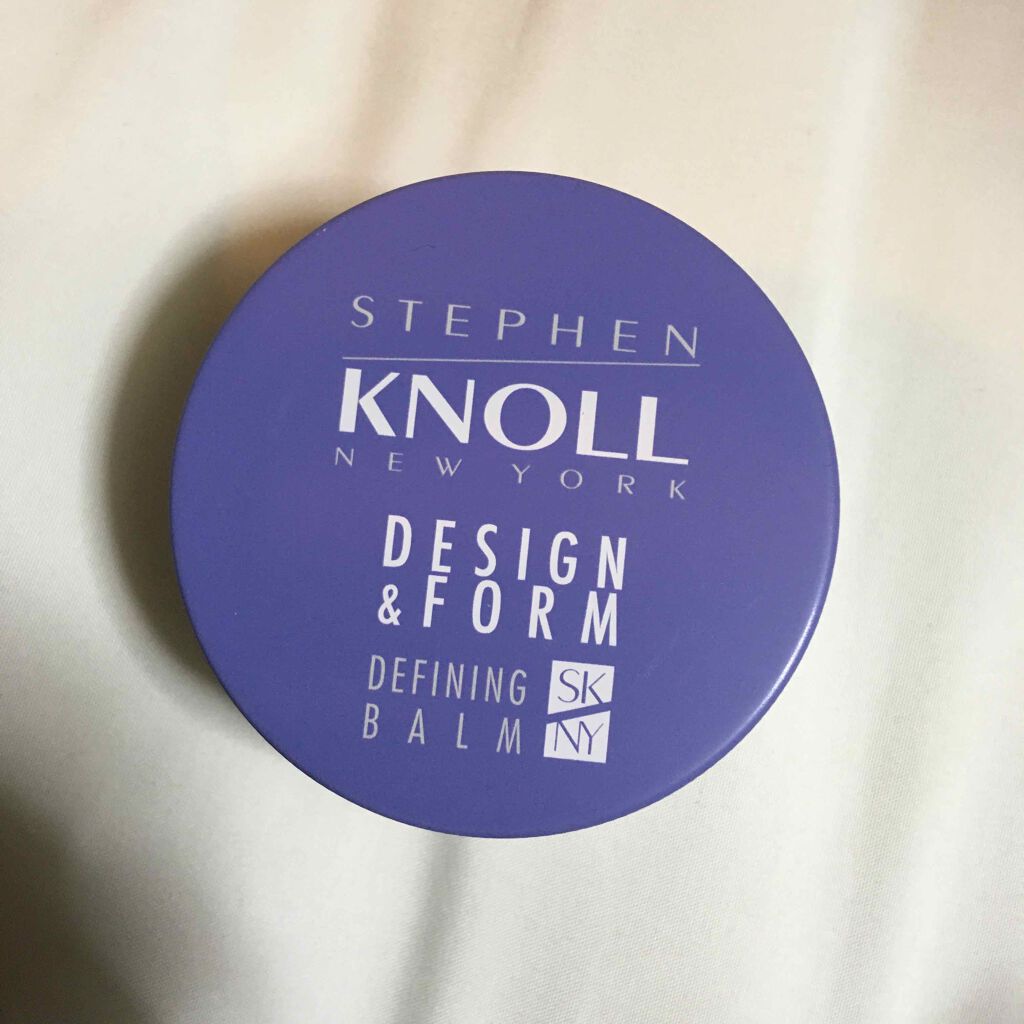 STEPHEN
KNOLL
NEW YORK
DESIGN
& FORM
DEFINING
BALM
SK
NY